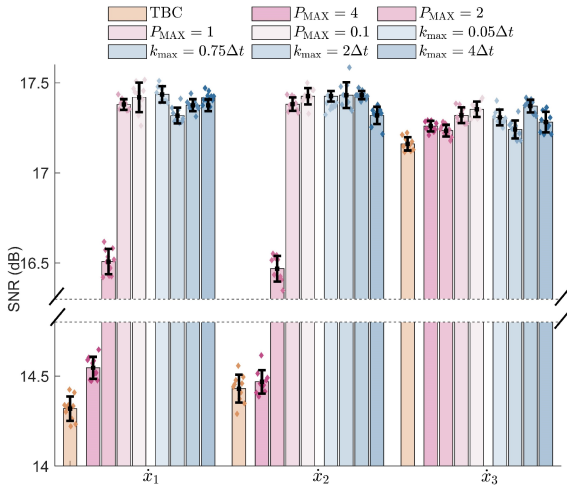 TBC P_MAX = 4 P_MAX = 2
P_MAX = 1 P_MAX = 0.1 k_max = 0.05Δt
k_max = 0.75Δt k_max = 2Δt k_max = 4Δt
17.5
17
16.5
SNR (dB)
14.5
14
ẋ₁ ẋ₂ ẋ₃